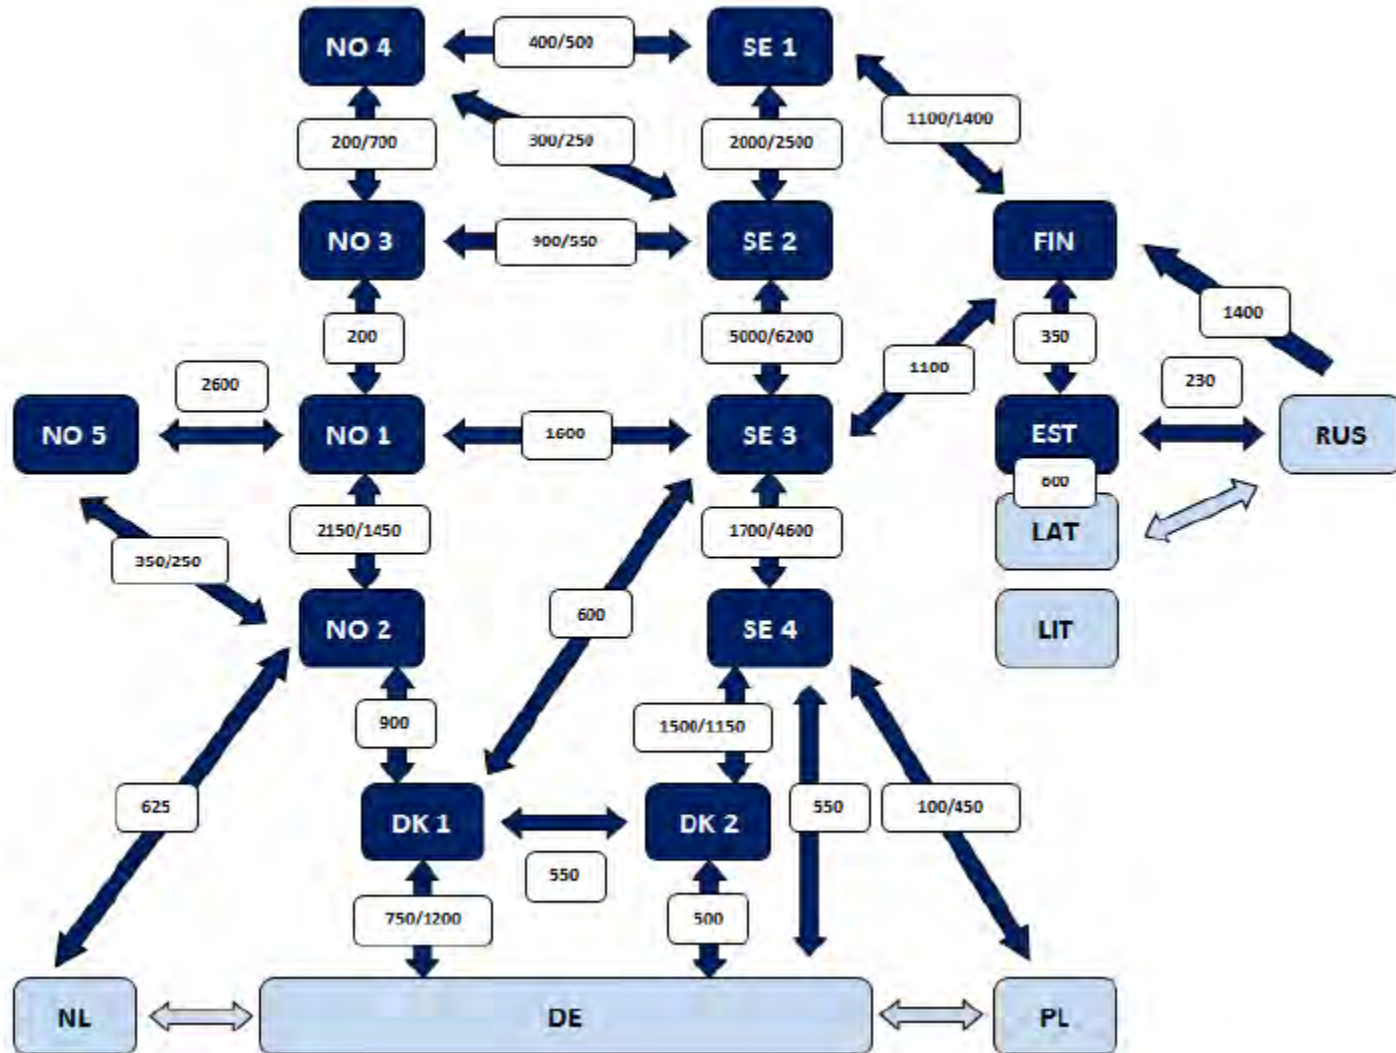 NO 4
400/500
SE 1
1100/1400
200/700
300/250
2000/2500
NO 3
900/550
SE 2
FIN
1400
200
5000/6200
350
2600
1100
230
NO 5
NO 1
1600
SE 3
EST
RUS
600
350/250
2150/1450
1700/4600
LAT
NO 2
600
SE 4
LIT
900
1500/1150
625
DK 1
DK 2
550
100/450
550
750/1200
500
NL
DE
PL